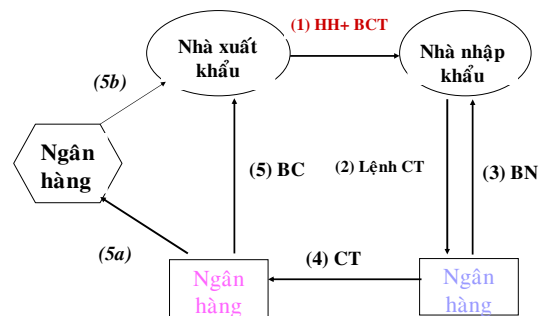 (1) HH+ BCT
Nhà xuất
khẩu
Nhà nhập
khẩu
(5b)
Ngân
hàng
(5) BC
(2) Lệnh CT
(3) BN
(5a)
(4) CT
Ngân
hàng
Ngân
hàng